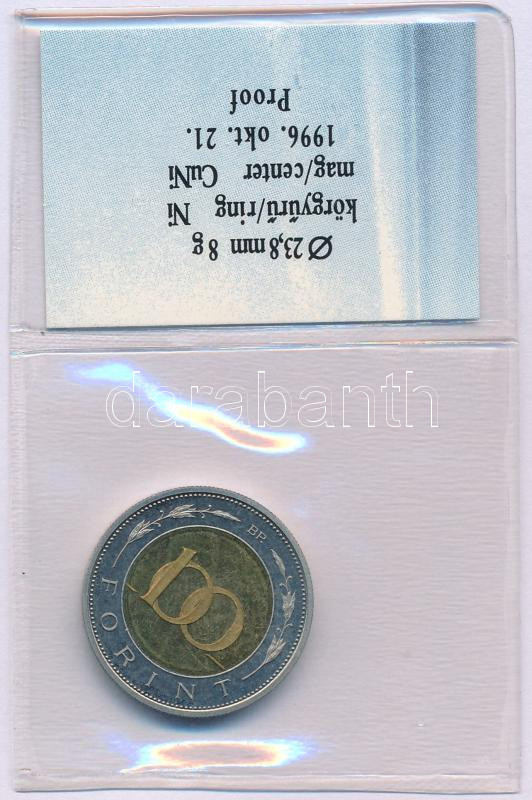 Ø 23,8 mm 8 g
körgyűrű/ring Ni
mag/center CuNi
1996. okt. 21.
Proof
darabanth
BP.
100
FORINT